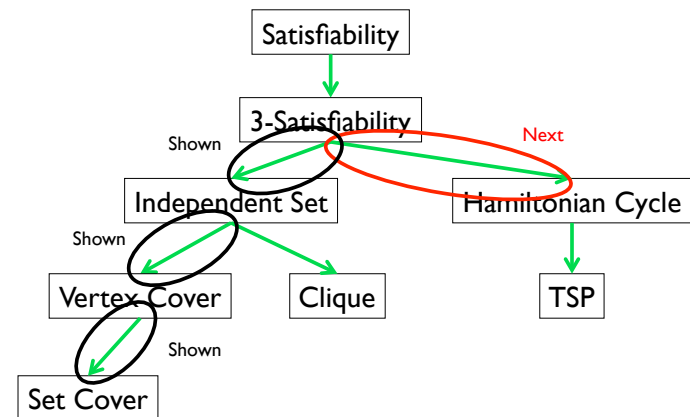 Satisfiability
3-Satisfiability
Shown
Next
Independent Set
Hamiltonian Cycle
Shown
Vertex Cover
Clique
TSP
Shown
Set Cover